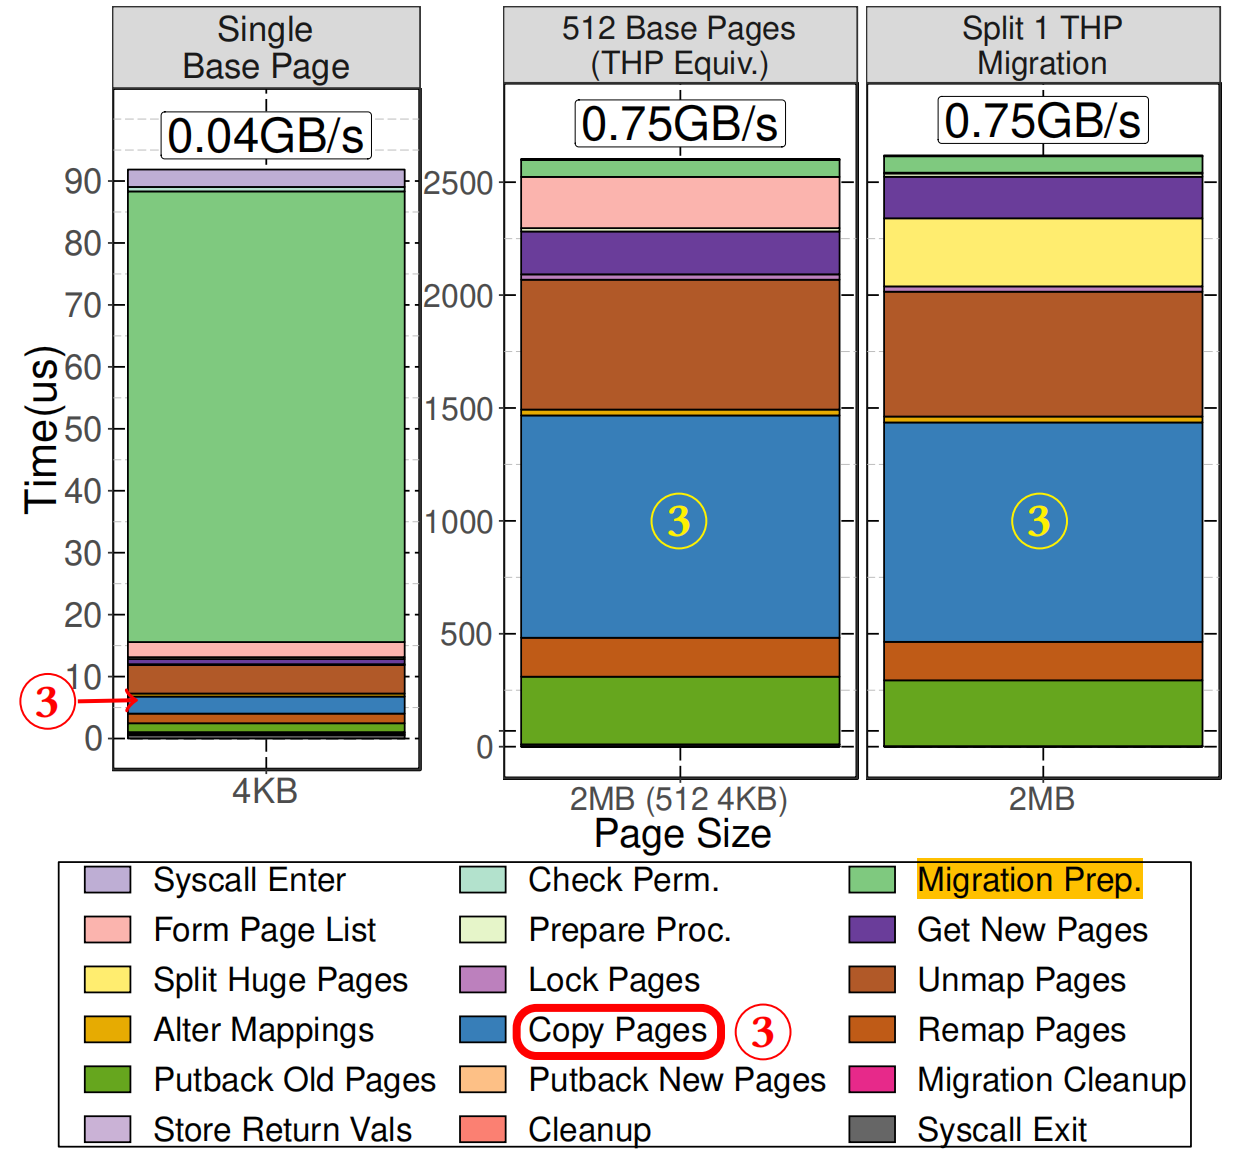 Single
Base Page
512 Base Pages
(THP Equiv.)
Split 1 THP
Migration
0.04GB/s
0.75GB/s
0.75GB/s
Time(us)
90
80
70
60
50
40
30
20
10
0
2500
2000
1500
1000
500
0
③
③
③
4KB
2MB (512 4KB)
2MB
Page Size
Syscall Enter
Check Perm.
Migration Prep.
Form Page List
Prepare Proc.
Get New Pages
Split Huge Pages
Lock Pages
Unmap Pages
Alter Mappings
Copy Pages ③
Remap Pages
Putback Old Pages
Putback New Pages
Migration Cleanup
Store Return Vals
Cleanup
Syscall Exit